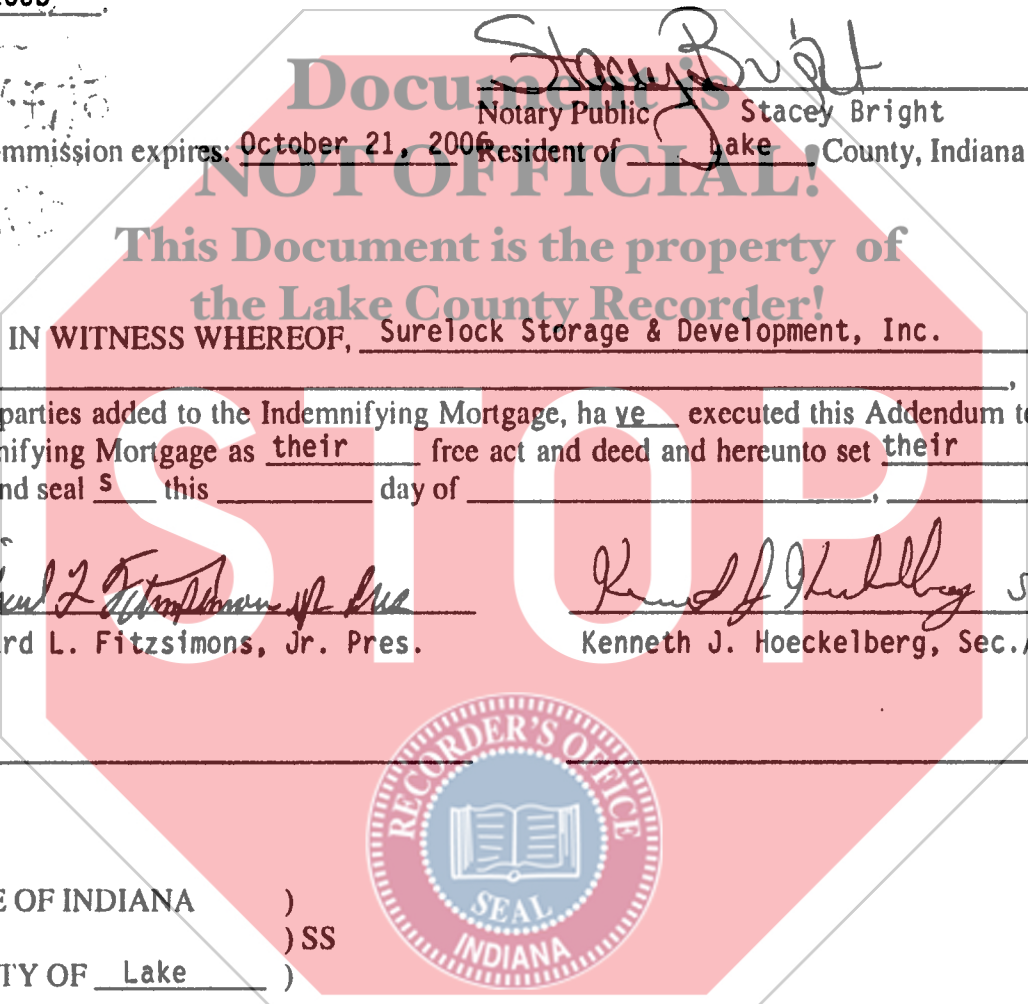 Stacey Bright
Document is
Notary Public Stacey Bright
mmission expires: October 21, 2006 Resident of Lake County, Indiana
NOT OFFICIAL!
This Document is the property of
the Lake County Recorder!
IN WITNESS WHEREOF, Surelock Storage & Development, Inc.
,
parties added to the Indemnifying Mortgage, ha ve executed this Addendum to
nifying Mortgage as their free act and deed and hereunto set their
nd seal s this day of ,
STOP
rd L. Fitzsimons, Jr. Pres. Kenneth J. Hoeckelberg, Sec./
RECORDER'S OFFICE
SEAL
INDIANA
E OF INDIANA )
) SS
TY OF Lake )